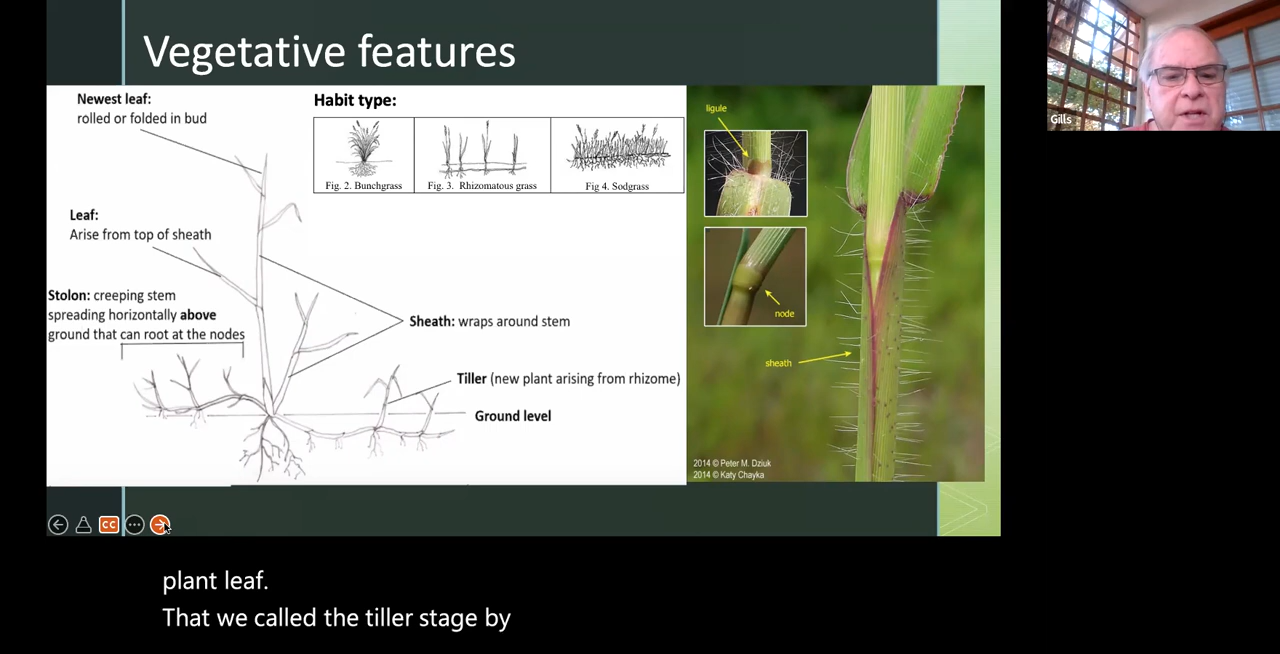 Vegetative features
Newest leaf:
rolled or folded in bud
Leaf:
Arise from top of sheath
Stolon: creeping stem
spreading horizontally above
ground that can root at the nodes
Habit type:
Fig. 2. Bunchgrass
Fig. 3. Rhizomatous grass
Fig 4. Sodgrass
Sheath: wraps around stem
Tiller (new plant arising from rhizome)
Ground level
ligule
node
sheath
2014 © Peter M. Dziuk
2014 © Katy Chayka
Gills
CC
plant leaf.
That we called the tiller stage by